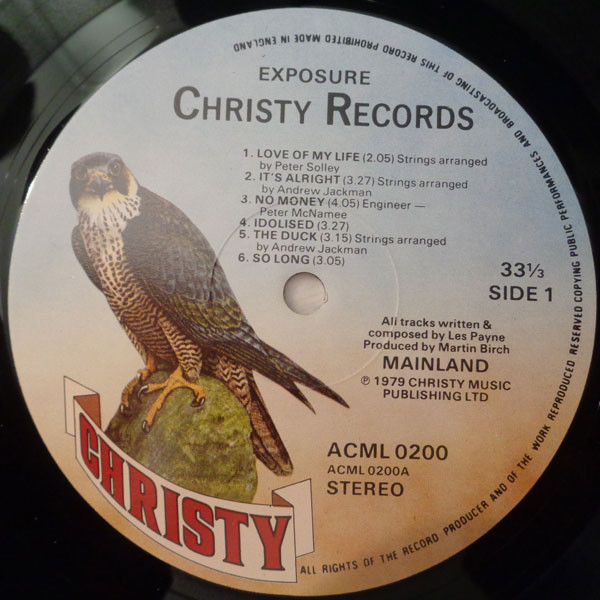 EXPOSURE
CHRISTY RECORDS
1. LOVE OF MY LIFE (2.05) Strings arranged
by Peter Solley
2. IT'S ALRIGHT (3.27) Strings arranged
by Andrew Jackman
3. NO MONEY (4.05) Engineer —
Peter McNamee
4. IDOLISED (3.27)
5. THE DUCK (3.15) Strings arranged
by Andrew Jackman
6. SO LONG (3.05)
33⅓
SIDE 1
All tracks written &
composed by Les Payne
Produced by Martin Birch
MAINLAND
℗ 1979 CHRISTY MUSIC
PUBLISHING LTD
ACML 0200
ACML 0200A
STEREO
CHRISTY
ALL RIGHTS OF THE RECORD PRODUCER AND OF THE WORK REPRODUCED RESERVED COPYING PUBLIC PERFORMANCES AND BROADCASTING OF THIS RECORD PROHIBITED MADE IN ENGLAND